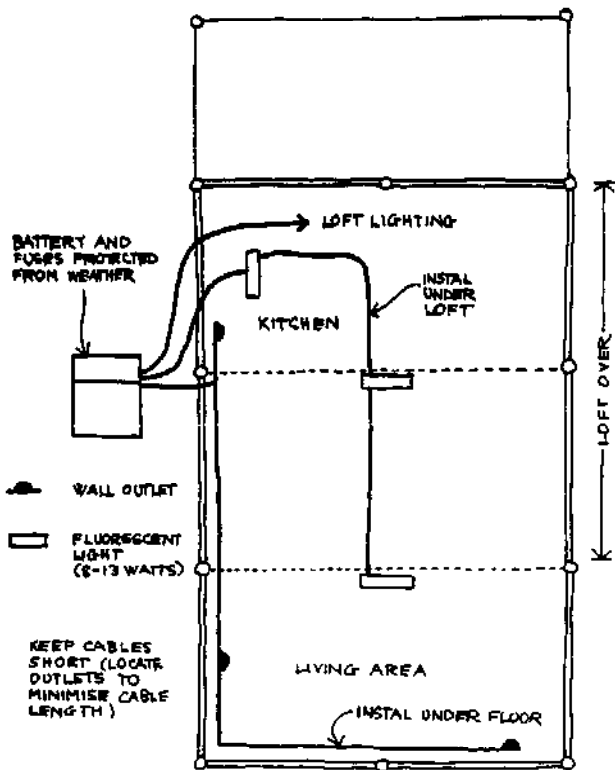 LOFT LIGHTING
BATTERY AND
FUSES PROTECTED
FROM WEATHER
INSTAL
UNDER
LOFT
KITCHEN
LOFT OVER
WALL OUTLET
FLUORESCENT
LIGHT
(8-13 WATTS)
KEEP CABLES
SHORT (LOCATE
OUTLETS TO
MINIMISE CABLE
LENGTH)
LIVING AREA
INSTAL UNDER FLOOR